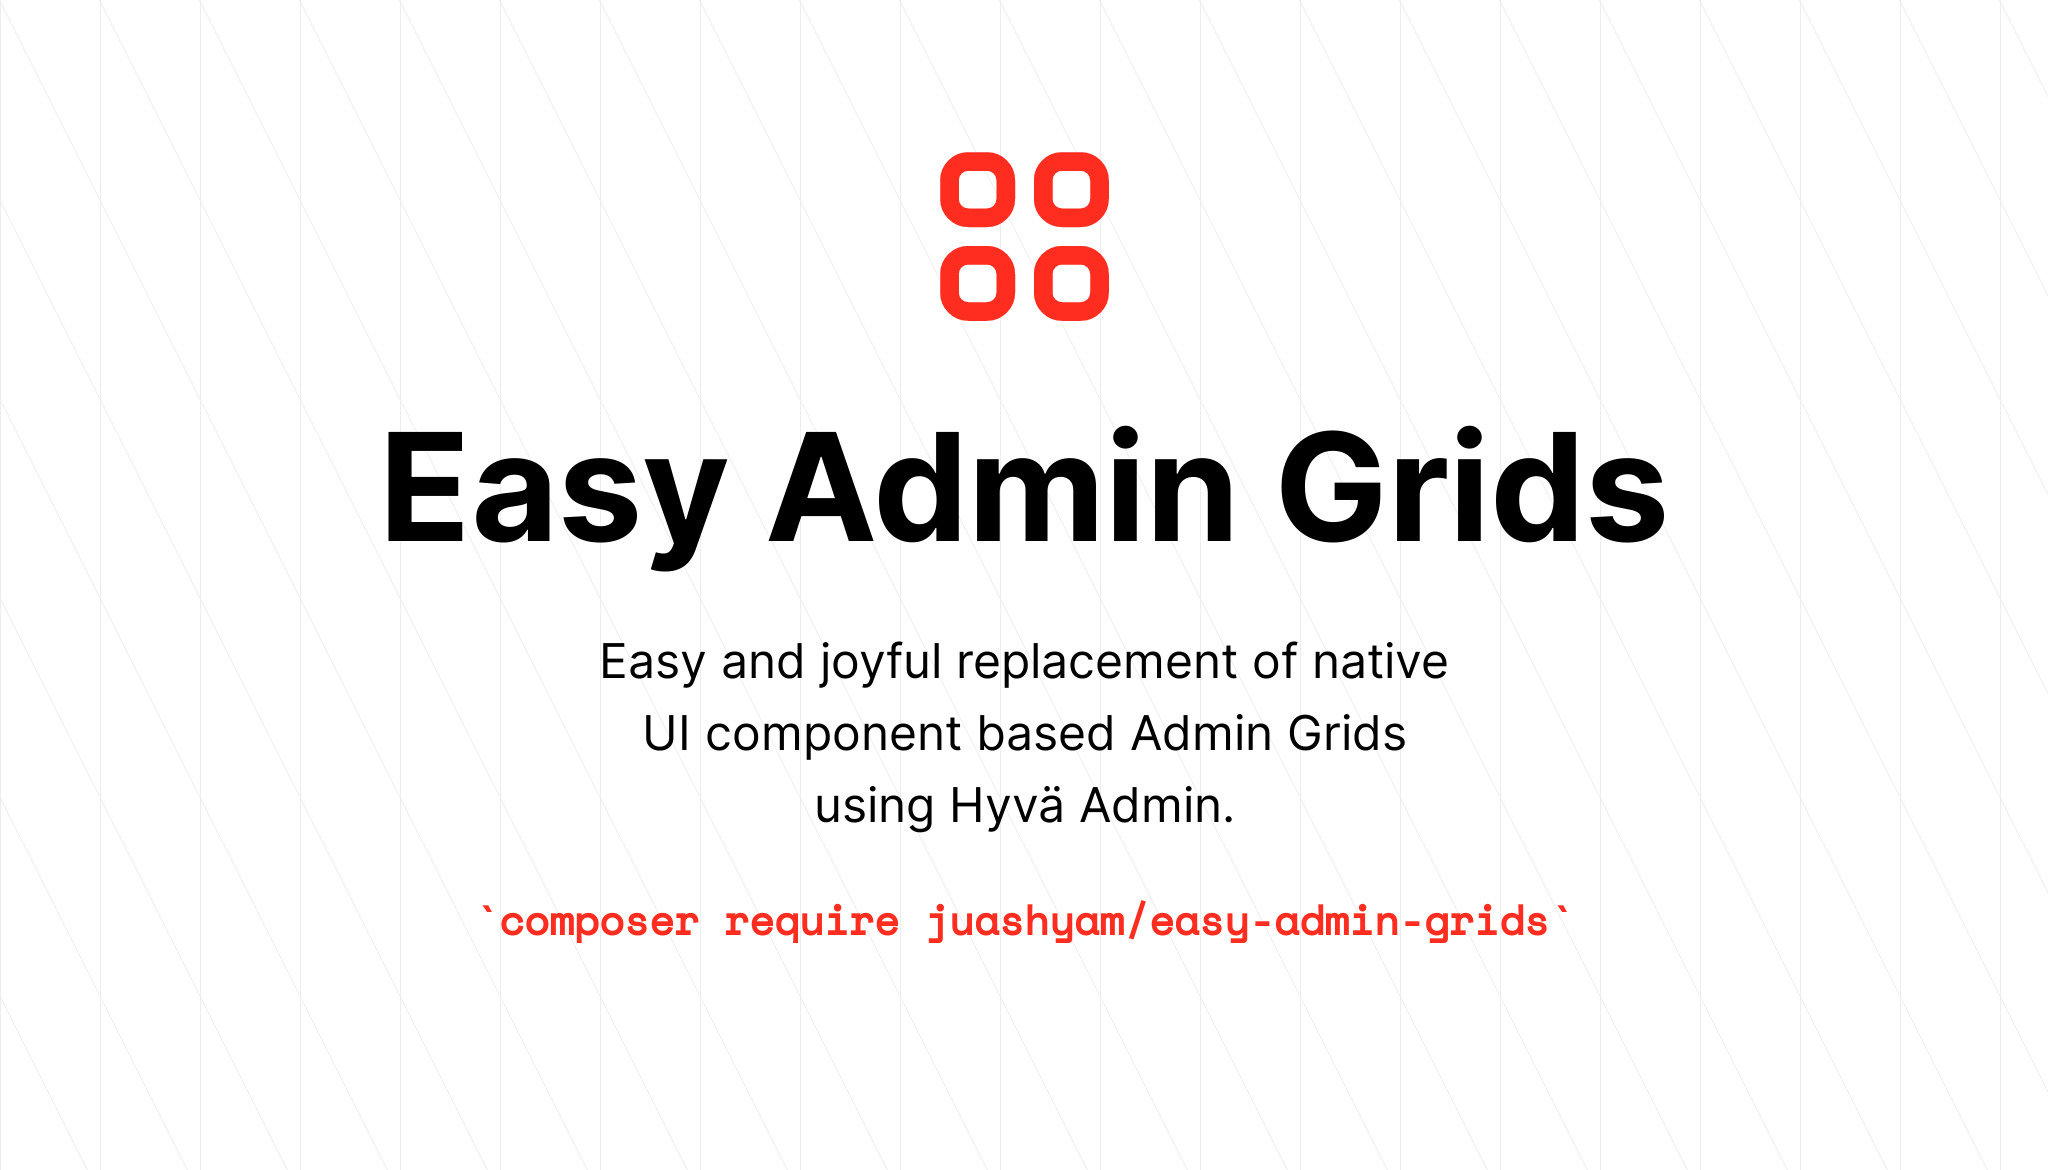 Easy Admin Grids
Easy and joyful replacement of native
UI component based Admin Grids
using Hyvä Admin.
`composer require juashyam/easy-admin-grids`